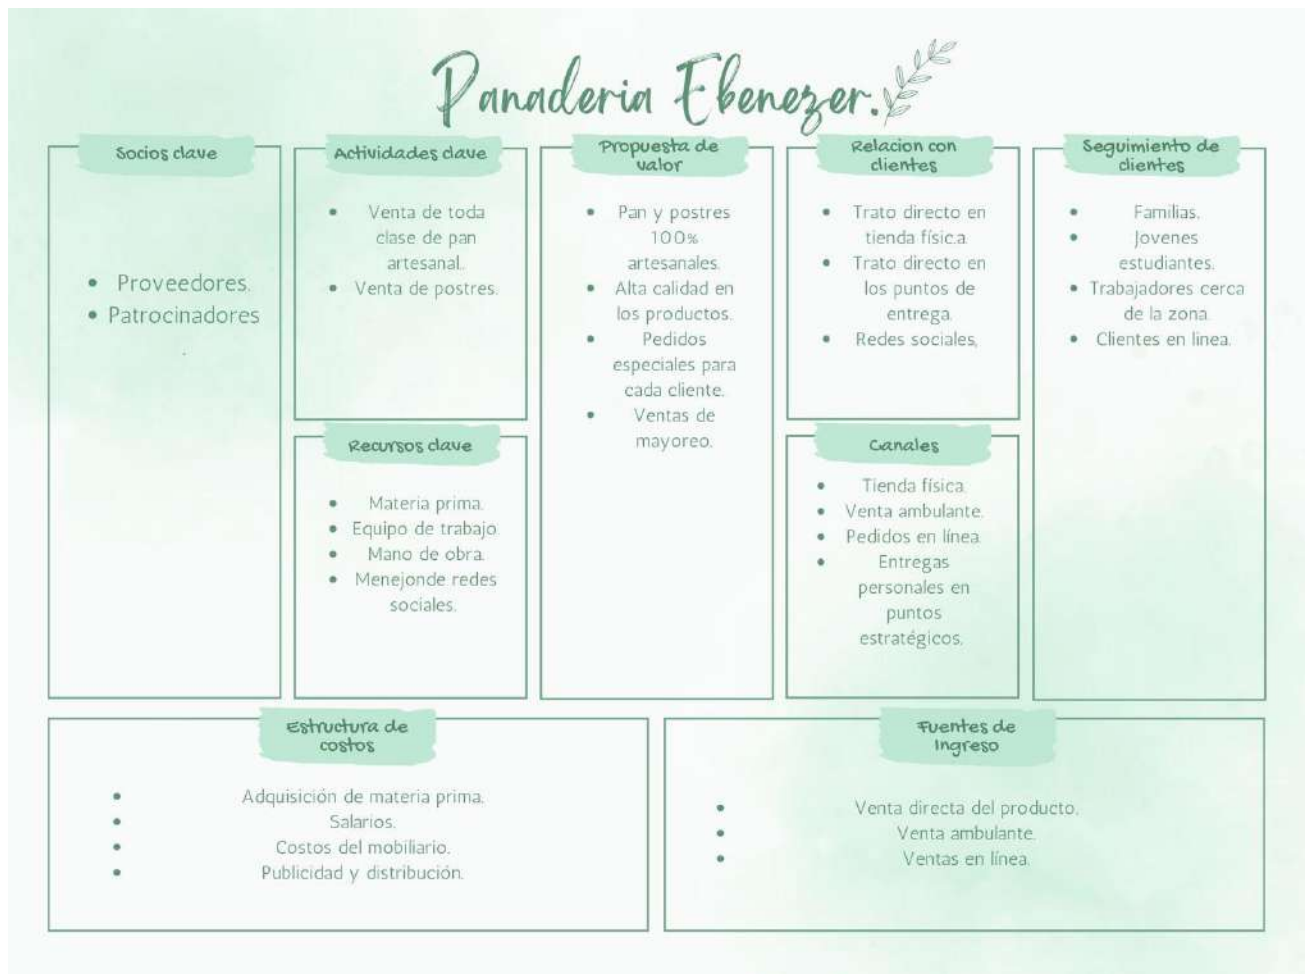 Panaderia Ebenezer.
Socios clave
• Proveedores.
• Patrocinadores
.
Actividades clave
• Venta de toda
clase de pan
artesanal.
• Venta de postres.
Recursos clave
• Materia prima.
• Equipo de trabajo
• Mano de obra.
• Menejonde redes
sociales.
Propuesta de
valor
• Pan y postres
100%
artesanales.
• Alta calidad en
los productos.
• Pedidos
especiales para
cada cliente.
• Ventas de
mayoreo.
Relacion con
clientes
• Trato directo en
tienda física.
• Trato directo en
los puntos de
entrega.
• Redes sociales,
Canales
• Tienda física.
• Venta ambulante.
• Pedidos en línea.
• Entregas
personales en
puntos
estratégicos.
Seguimiento de
clientes
• Familias.
• Jovenes
estudiantes.
• Trabajadores cerca
de la zona.
• Clientes en linea.
Estructura de
costos
• Adquisición de materia prima.
• Salarios.
• Costos del mobiliario.
• Publicidad y distribución.
Fuentes de
Ingreso
• Venta directa del producto.
• Venta ambulante.
• Ventas en línea.